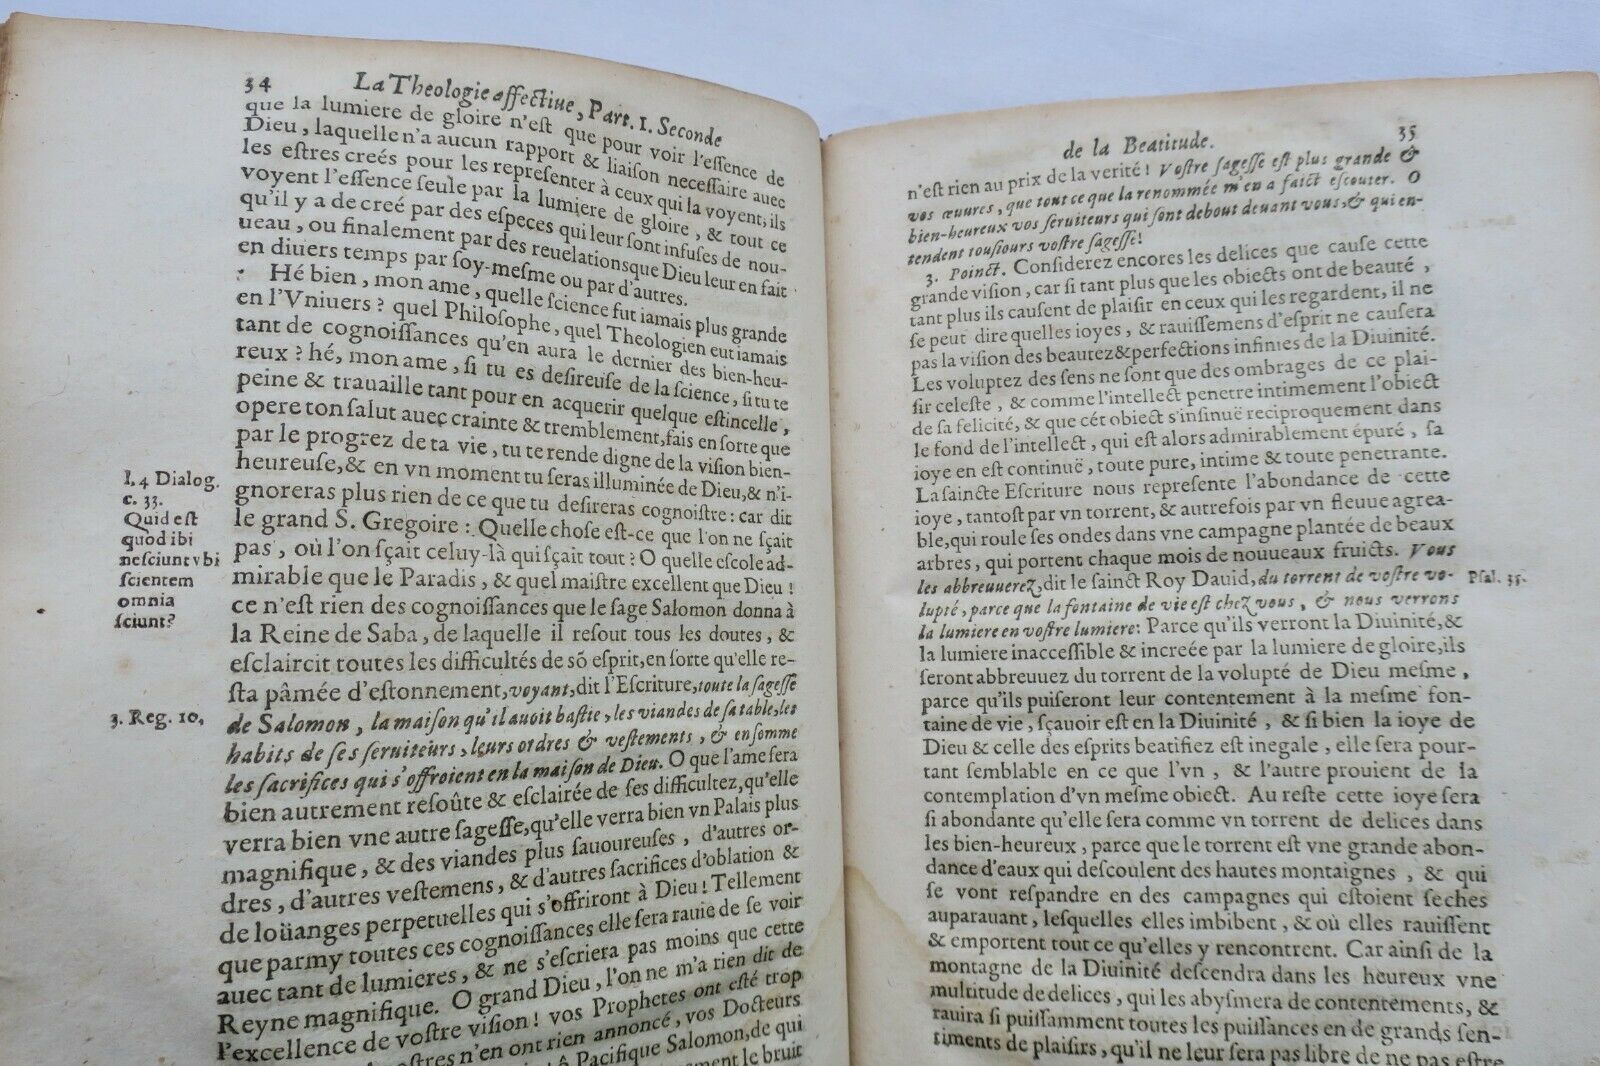 34 La Theologie affectiue, Part. I. Seconde
que la lumiere de gloire n'eſt que pour voir l'eſſence de
Dieu, laquelle n'a aucun rapport & liaiſon neceſſaire auec
les eſtres creés pour les repreſenter à ceux qui la voyent; ils
voyent l'eſſence ſeule par la lumiere de gloire, & tout ce
qu'il y a de creé par des eſpeces qui leur ſont infuſes de nou-
ueau, ou finalement par des reuelations que Dieu leur en fait
en diuers temps par ſoy-meſme ou par d'autres.
Hé bien, mon ame, quelle ſcience fut iamais plus grande
en l'Vniuers? quel Philoſophe, quel Theologien eut iamais
tant de cognoiſſances qu'en aura le dernier des bien-heu-
reux? hé, mon ame, ſi tu es deſireuſe de la ſcience, ſi tu te
peine & trauaille tant pour en acquerir quelque eſtincelle,
opere ton ſalut auec crainte & tremblement, fais en ſorte que
par le progrez de ta vie, tu te rende digne de la viſion bien-
heureuſe, & en vn moment tu ſeras illuminée de Dieu, & n'i-
gnoreras plus rien de ce que tu deſireras cognoiſtre: car dit
le grand S. Gregoire: Quelle choſe eſt-ce que l'on ne ſçait
pas, où l'on ſçait celuy-là qui ſçait tout? O quelle eſcole ad-
mirable que le Paradis, & quel maiſtre excellent que Dieu!
ce n'eſt rien des cognoiſſances que le ſage Salomon donna à
la Reine de Saba, de laquelle il reſout tous les doutes, &
eſclaircit toutes les difficultés de sõ eſprit, en ſorte qu'elle re-
ſta pâmée d'eſtonnement, voyant, dit l'Eſcriture, toute la ſageſſe
de Salomon, la maiſon qu'il auoit baſtie, les viandes de ſa table, les
habits de ſes ſeruiteurs, leurs ordres & veſtements, & en ſomme
les ſacrifices qui s'offroient en la maiſon de Dieu. O que l'ame ſera
bien autrement reſoûte & eſclairée de ſes difficultez, qu'elle
verra bien vne autre ſageſſe, qu'elle verra bien vn Palais plus
magnifique, & des viandes plus ſauoureuſes, d'autres or-
dres, d'autres veſtemens, & d'autres ſacrifices d'oblation &
de loüanges perpetuelles qui s'offriront à Dieu! Tellement
que parmy toutes ces cognoiſſances elle ſera rauie de ſe voir
auec tant de lumieres, & ne s'eſcriera pas moins que cette
Reyne magnifique. O grand Dieu, l'on ne m'a rien dit de
l'excellence de voſtre viſion! vos Prophetes ont eſté trop
n'en ont rien annoncé, vos Docteurs
ô Pacifique Salomon, de qui
le bruit
I. 4 Dialog.
c. 33.
Quid eſt
quod ibi
neſciunt vbi
ſcientem
omnia
ſciunt?
3. Reg. 10.
de la Beatitude. 35
n'eſt rien au prix de la verité! Voſtre ſageſſe eſt plus grande &
vos œuures, que tout ce que la renommée m'en a faict eſcouter. O
bien-heureux vos ſeruiteurs qui ſont debout deuant vous, & qui en-
tendent touſiours voſtre ſageſſe!
3. Poinct. Conſiderez encores les delices que cauſe cette
grande viſion, car ſi tant plus que les obiects ont de beauté,
tant plus ils cauſent de plaiſir en ceux qui les regardent, il ne
ſe peut dire quelles ioyes, & rauiſſemens d'eſprit ne cauſera
pas la viſion des beautez & perfections infinies de la Diuinité.
Les voluptez des ſens ne ſont que des ombrages de ce plai-
ſir celeſte, & comme l'intellect penetre intimement l'obiect
de ſa felicité, & que cét obiect s'inſinuë reciproquement dans
le fond de l'intellect, qui eſt alors admirablement épuré, ſa
ioye en eſt continuë, toute pure, intime & toute penetrante.
La ſaincte Eſcriture nous repreſente l'abondance de cette
ioye, tantoſt par vn torrent, & autrefois par vn fleuue agrea-
ble, qui roule ſes ondes dans vne campagne plantée de beaux
arbres, qui portent chaque mois de nouueaux fruicts. Vous
les abbreuuerez, dit le ſainct Roy Dauid, du torrent de voſtre vo-
lupté, parce que la fontaine de vie eſt chez vous, & nous verrons
la lumiere en voſtre lumiere: Parce qu'ils verront la Diuinité, &
la lumiere inacceſſible & increée par la lumiere de gloire, ils
ſeront abbreuuez du torrent de la volupté de Dieu meſme,
parce qu'ils puiſeront leur contentement à la meſme fon-
taine de vie, ſçauoir eſt en la Diuinité, & ſi bien la ioye de
Dieu & celle des eſprits beatifiez eſt inegale, elle ſera pour-
tant ſemblable en ce que l'vn, & l'autre prouient de la
contemplation d'vn meſme obiect. Au reſte cette ioye ſera
ſi abondante qu'elle ſera comme vn torrent de delices dans
les bien-heureux, parce que le torrent eſt vne grande abon-
dance d'eaux qui deſcoulent des hautes montaignes, & qui
ſe vont reſpandre en des campagnes qui eſtoient ſeches
auparauant, leſquelles elles imbibent, & où elles rauiſſent
& emportent tout ce qu'elles y rencontrent. Car ainſi de la
montagne de la Diuinité deſcendra dans les heureux vne
multitude de delices, qui les abyſmera de contentements, &
rauira ſi puiſſamment toutes les puiſſances en de grands ſen-
timents de plaiſirs, qu'il ne leur ſera pas libre de ne pas eſtre
Pſal. 35.